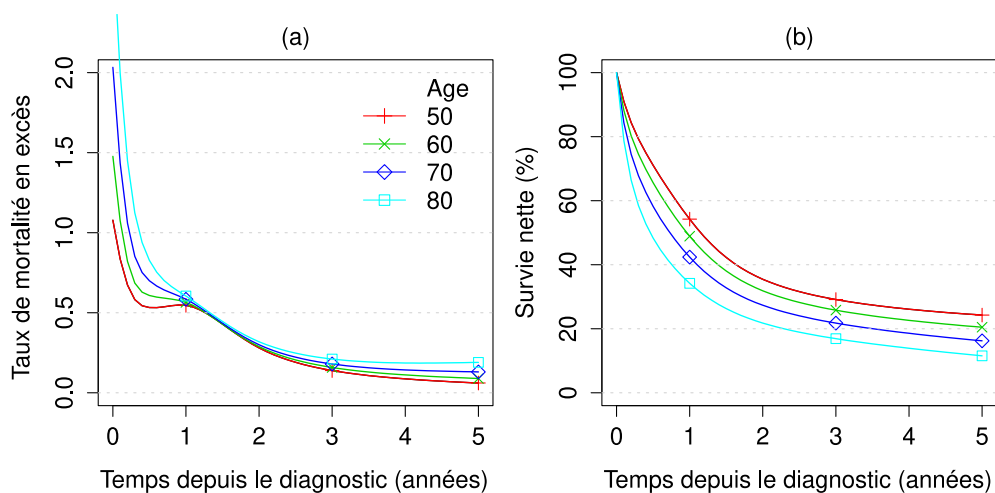 (a)
Taux de mortalité en excès
2.0
1.5
1.0
0.5
0.0
Age
50
60
70
80
0 1 2 3 4 5
Temps depuis le diagnostic (années)
(b)
Survie nette (%)
100
80
60
40
20
0
0 1 2 3 4 5
Temps depuis le diagnostic (années)